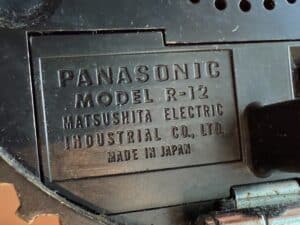 PANASONIC
MODEL R-12
MATSUSHITA ELECTRIC
INDUSTRIAL CO., LTD.
MADE IN JAPAN